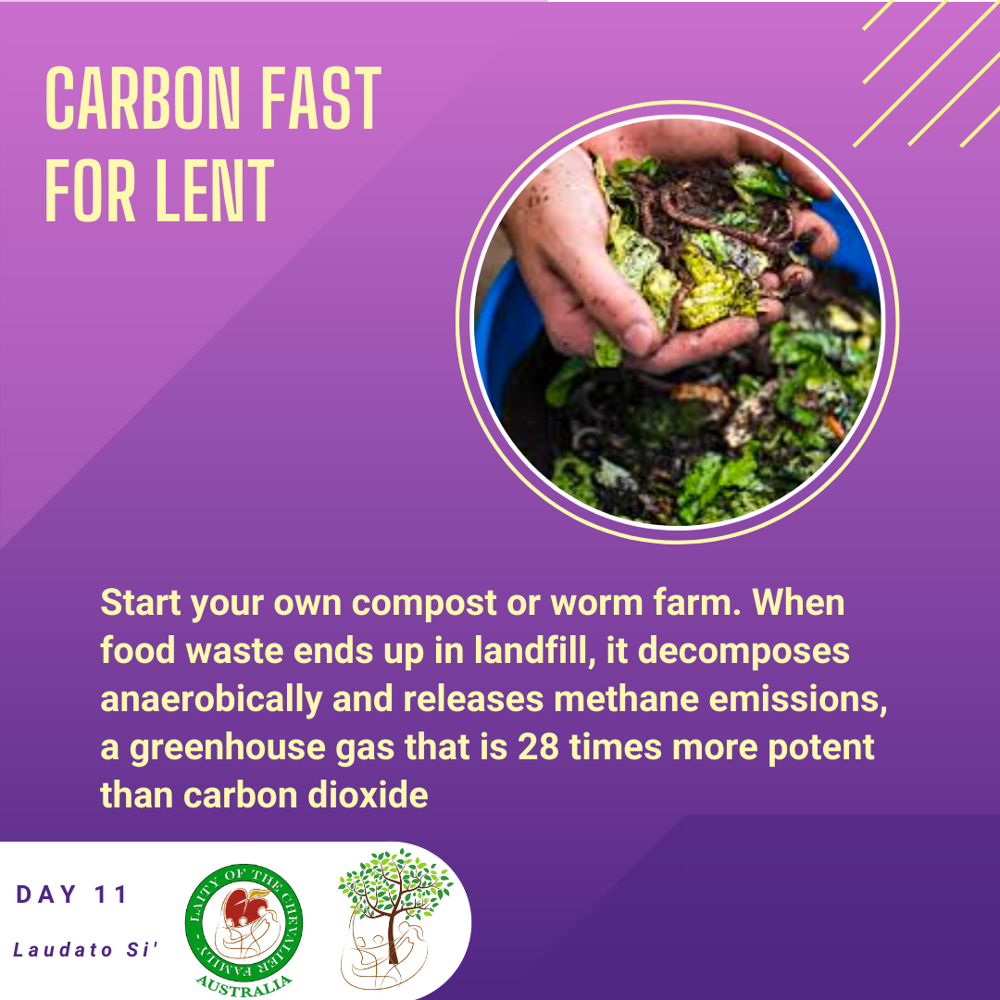 CARBON FAST
FOR LENT
Start your own compost or worm farm. When
food waste ends up in landfill, it decomposes
anaerobically and releases methane emissions,
a greenhouse gas that is 28 times more potent
than carbon dioxide
DAY 11
Laudato Si'
LAITY OF THE CHEVALIER FAMILY -
AUSTRALIA